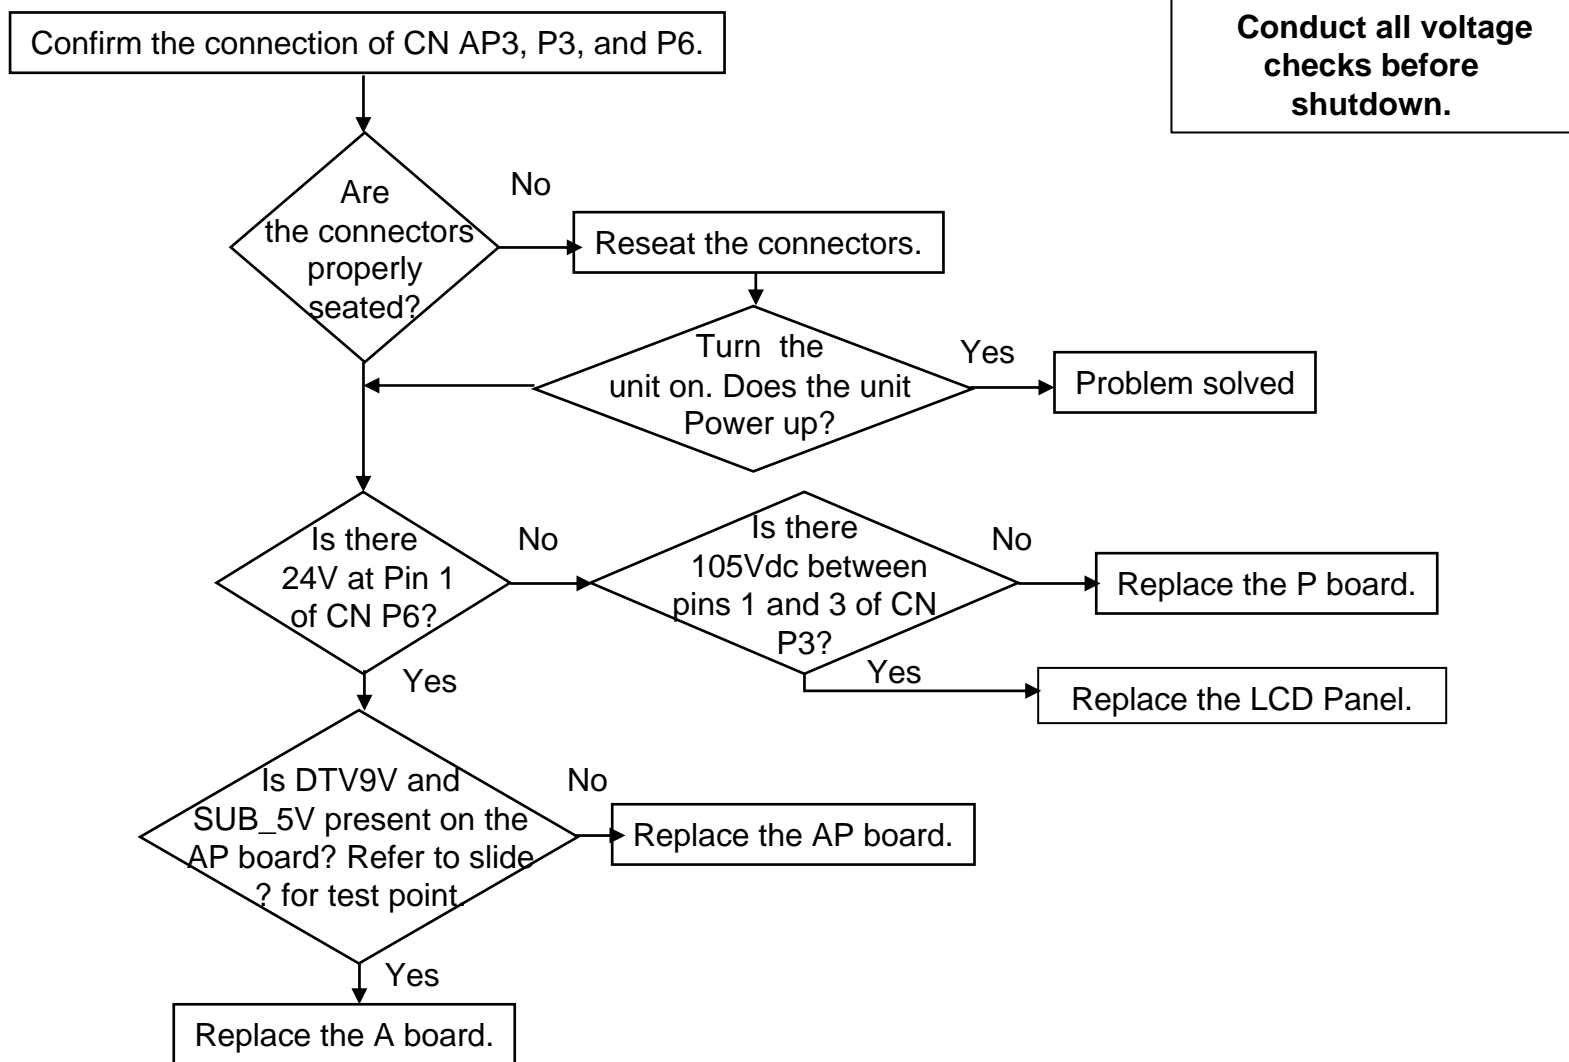 Confirm the connection of CN AP3, P3, and P6.
Conduct all voltage
checks before
shutdown.
Are
the connectors
properly
seated?
No
Reseat the connectors.
Turn the
unit on. Does the unit
Power up?
Yes
Problem solved
Is there
24V at Pin 1
of CN P6?
No
Is there
105Vdc between
pins 1 and 3 of CN
P3?
No
Replace the P board.
Yes
Replace the LCD Panel.
Yes
Is DTV9V and
SUB_5V present on the
AP board? Refer to slide
? for test point.
No
Replace the AP board.
Yes
Replace the A board.